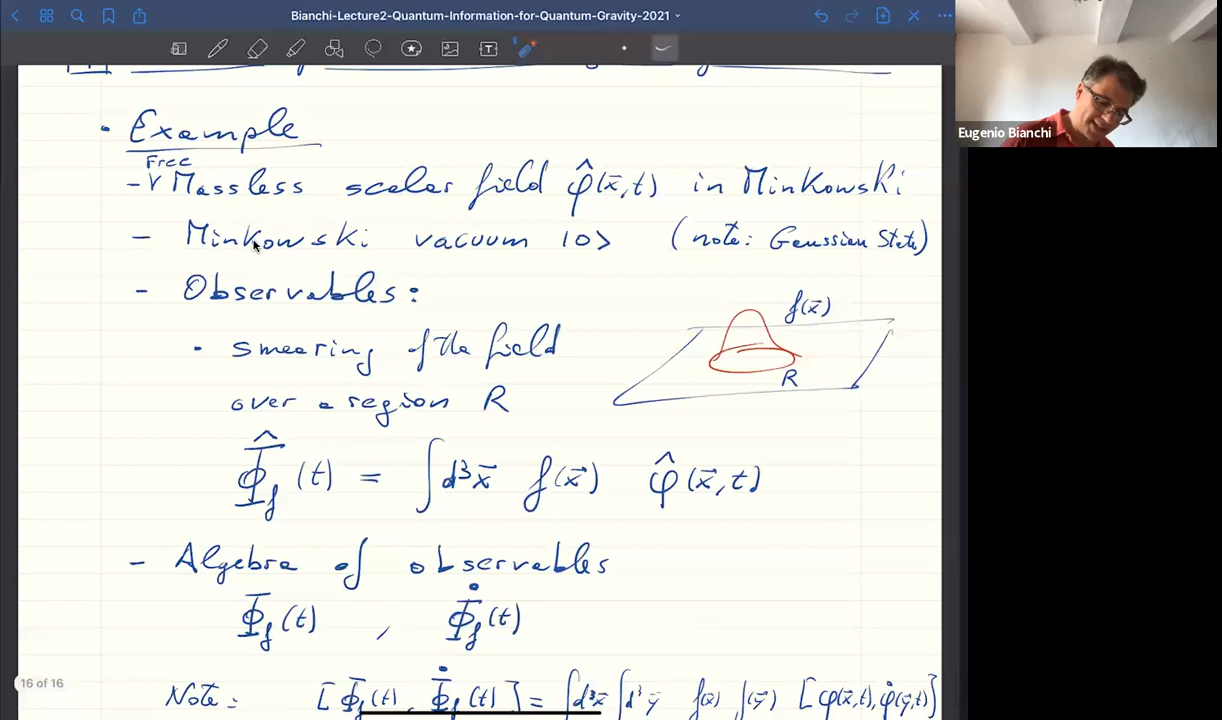 Bianchi-Lecture2-Quantum-Information-for-Quantum-Gravity-2021
Eugenio Bianchi
• Example
Free
- Massless scalar field φ̂(x⃗,t) in Minkowski
- Minkowski vacuum |0> (note: Gaussian State)
- Observables:
f(x⃗)
• smearing of the field
R
over a region R
Φ̂_f (t) = ∫d³x⃗ f(x⃗) φ̂(x⃗,t)
- Algebra of observables
Φ_f(t) , Φ̇_f(t)
16 of 16
Note: [Φ_f(t), Φ̇_f(t)] = ∫d³x⃗ ∫d³y⃗ f(x⃗) f(y⃗) [φ(x⃗,t), φ̇(y⃗,t)]